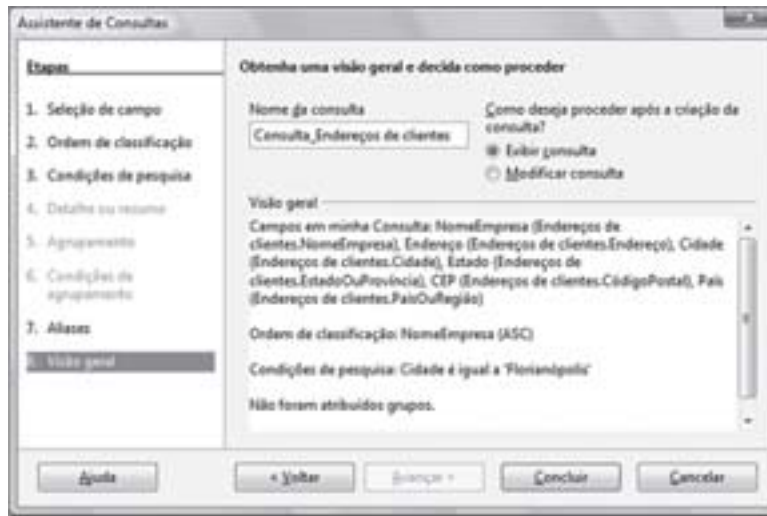 Assistente de Consultas
Etapas
1. Seleção de campo
2. Ordem de classificação
3. Condições de pesquisa
4. Detalhe ou resumo
5. Agrupamento
6. Condições de
agrupamento
7. Aliases
8. Visão geral
Obtenha uma visão geral e decida como proceder
Nome da consulta
Consulta_Endereços de clientes
Como deseja proceder após a criação da
consulta?
Exibir consulta
Modificar consulta
Visão geral
Campos em minha Consulta: NomeEmpresa (Endereços de
clientes.NomeEmpresa), Endereço (Endereços de clientes.Endereço), Cidade
(Endereços de clientes.Cidade), Estado (Endereços de
clientes.EstadoOuProvíncia), CEP (Endereços de clientes.CódigoPostal), País
(Endereços de clientes.PaísOuRegião)
Ordem de classificação: NomeEmpresa (ASC)
Condições de pesquisa: Cidade é igual a 'Florianópolis'
Não foram atribuídos grupos.
Ajuda
< Voltar
Avançar >
Concluir
Cancelar